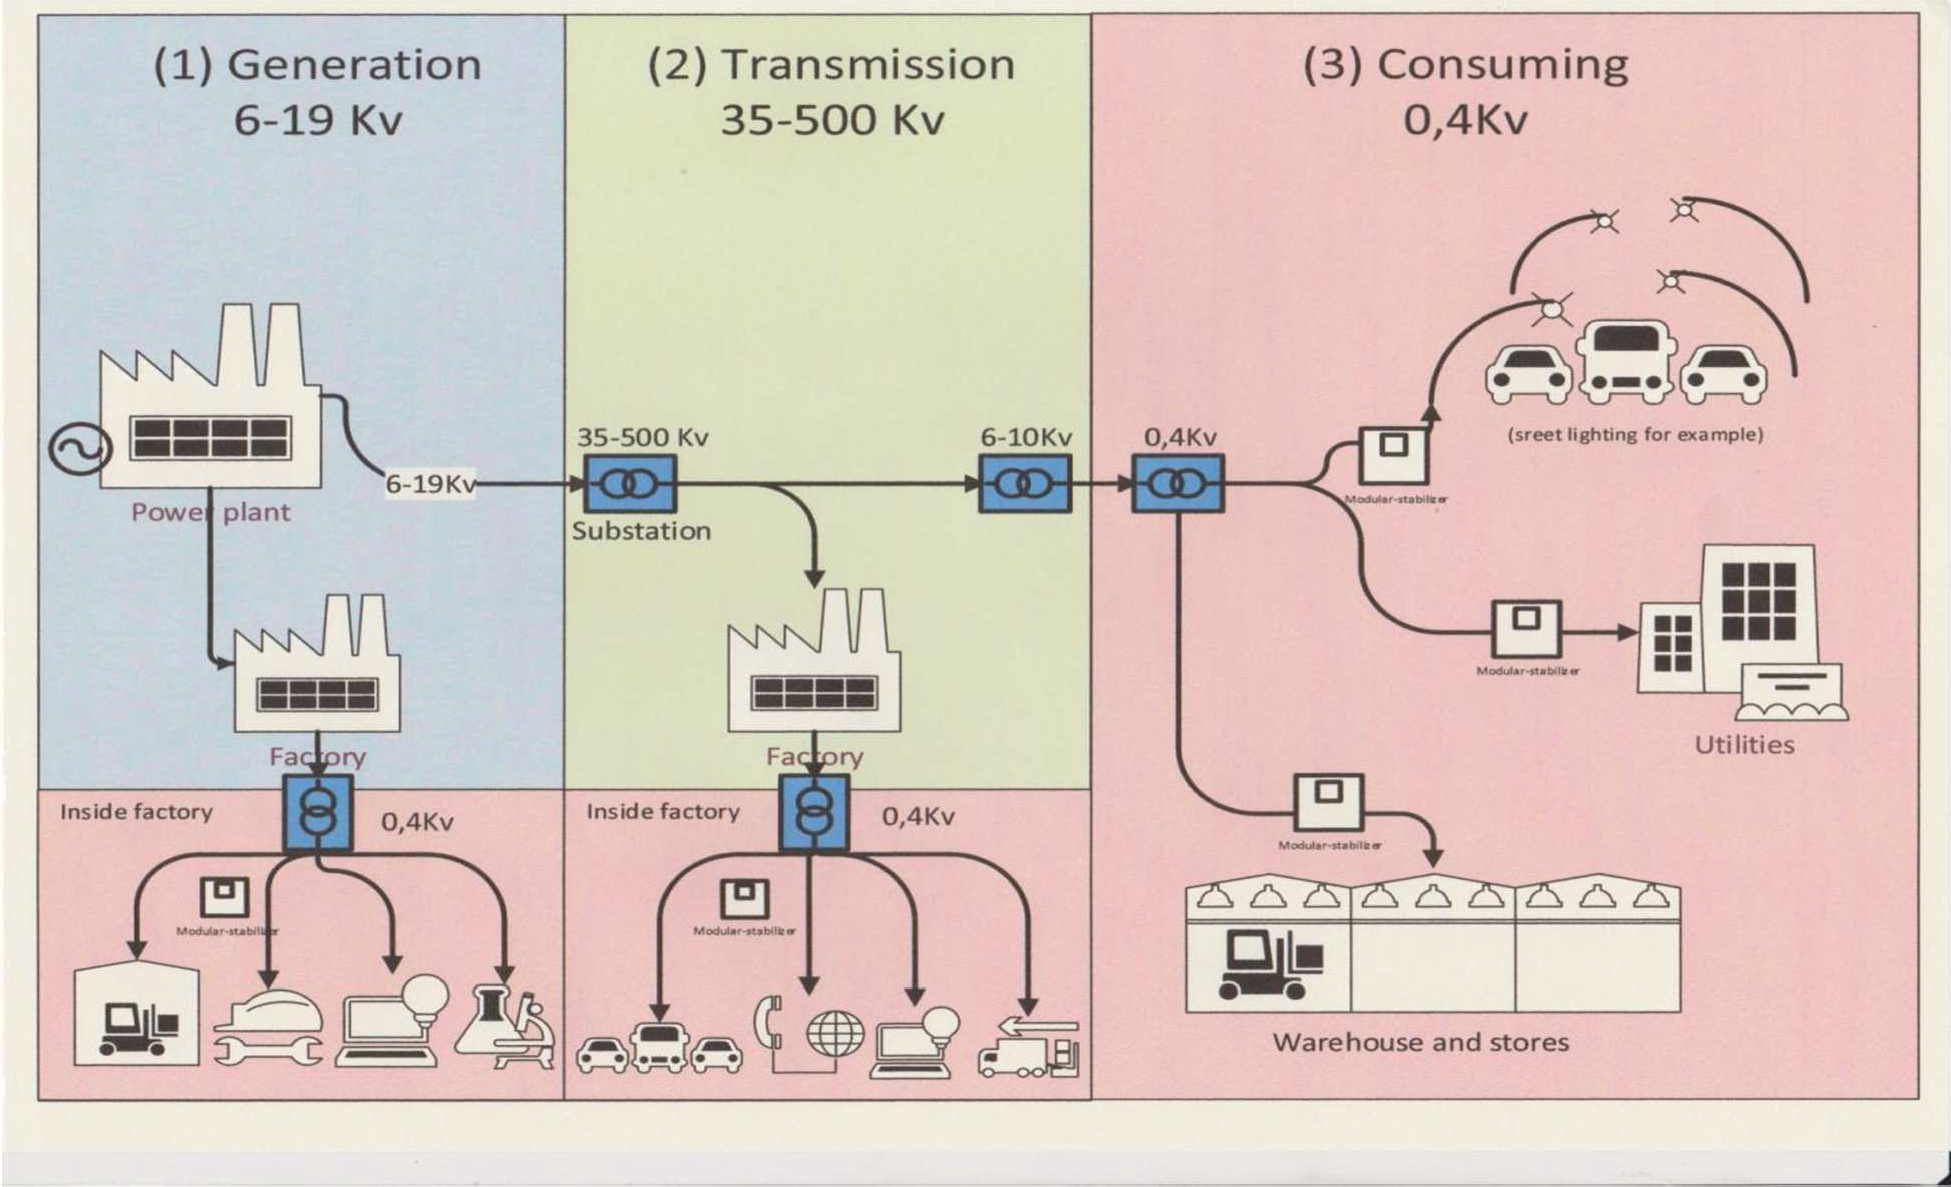 (1) Generation
6-19 Kv
(2) Transmission
35-500 Kv
(3) Consuming
0,4Kv
(sreet lighting for example)
35-500 Kv
6-10Kv
0,4Kv
6-19Kv
Substation
Modular-stabilizer
Power plant
Modular-stabilizer
Utilities
Factory
Factory
Inside factory
0,4Kv
Inside factory
0,4Kv
Modular-stabilizer
Modular-stabilizer
Modular-stabilizer
Warehouse and stores